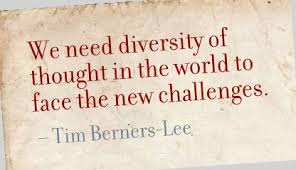 We need diversity of
thought in the world to
face the new challenges.
– Tim Berners-Lee